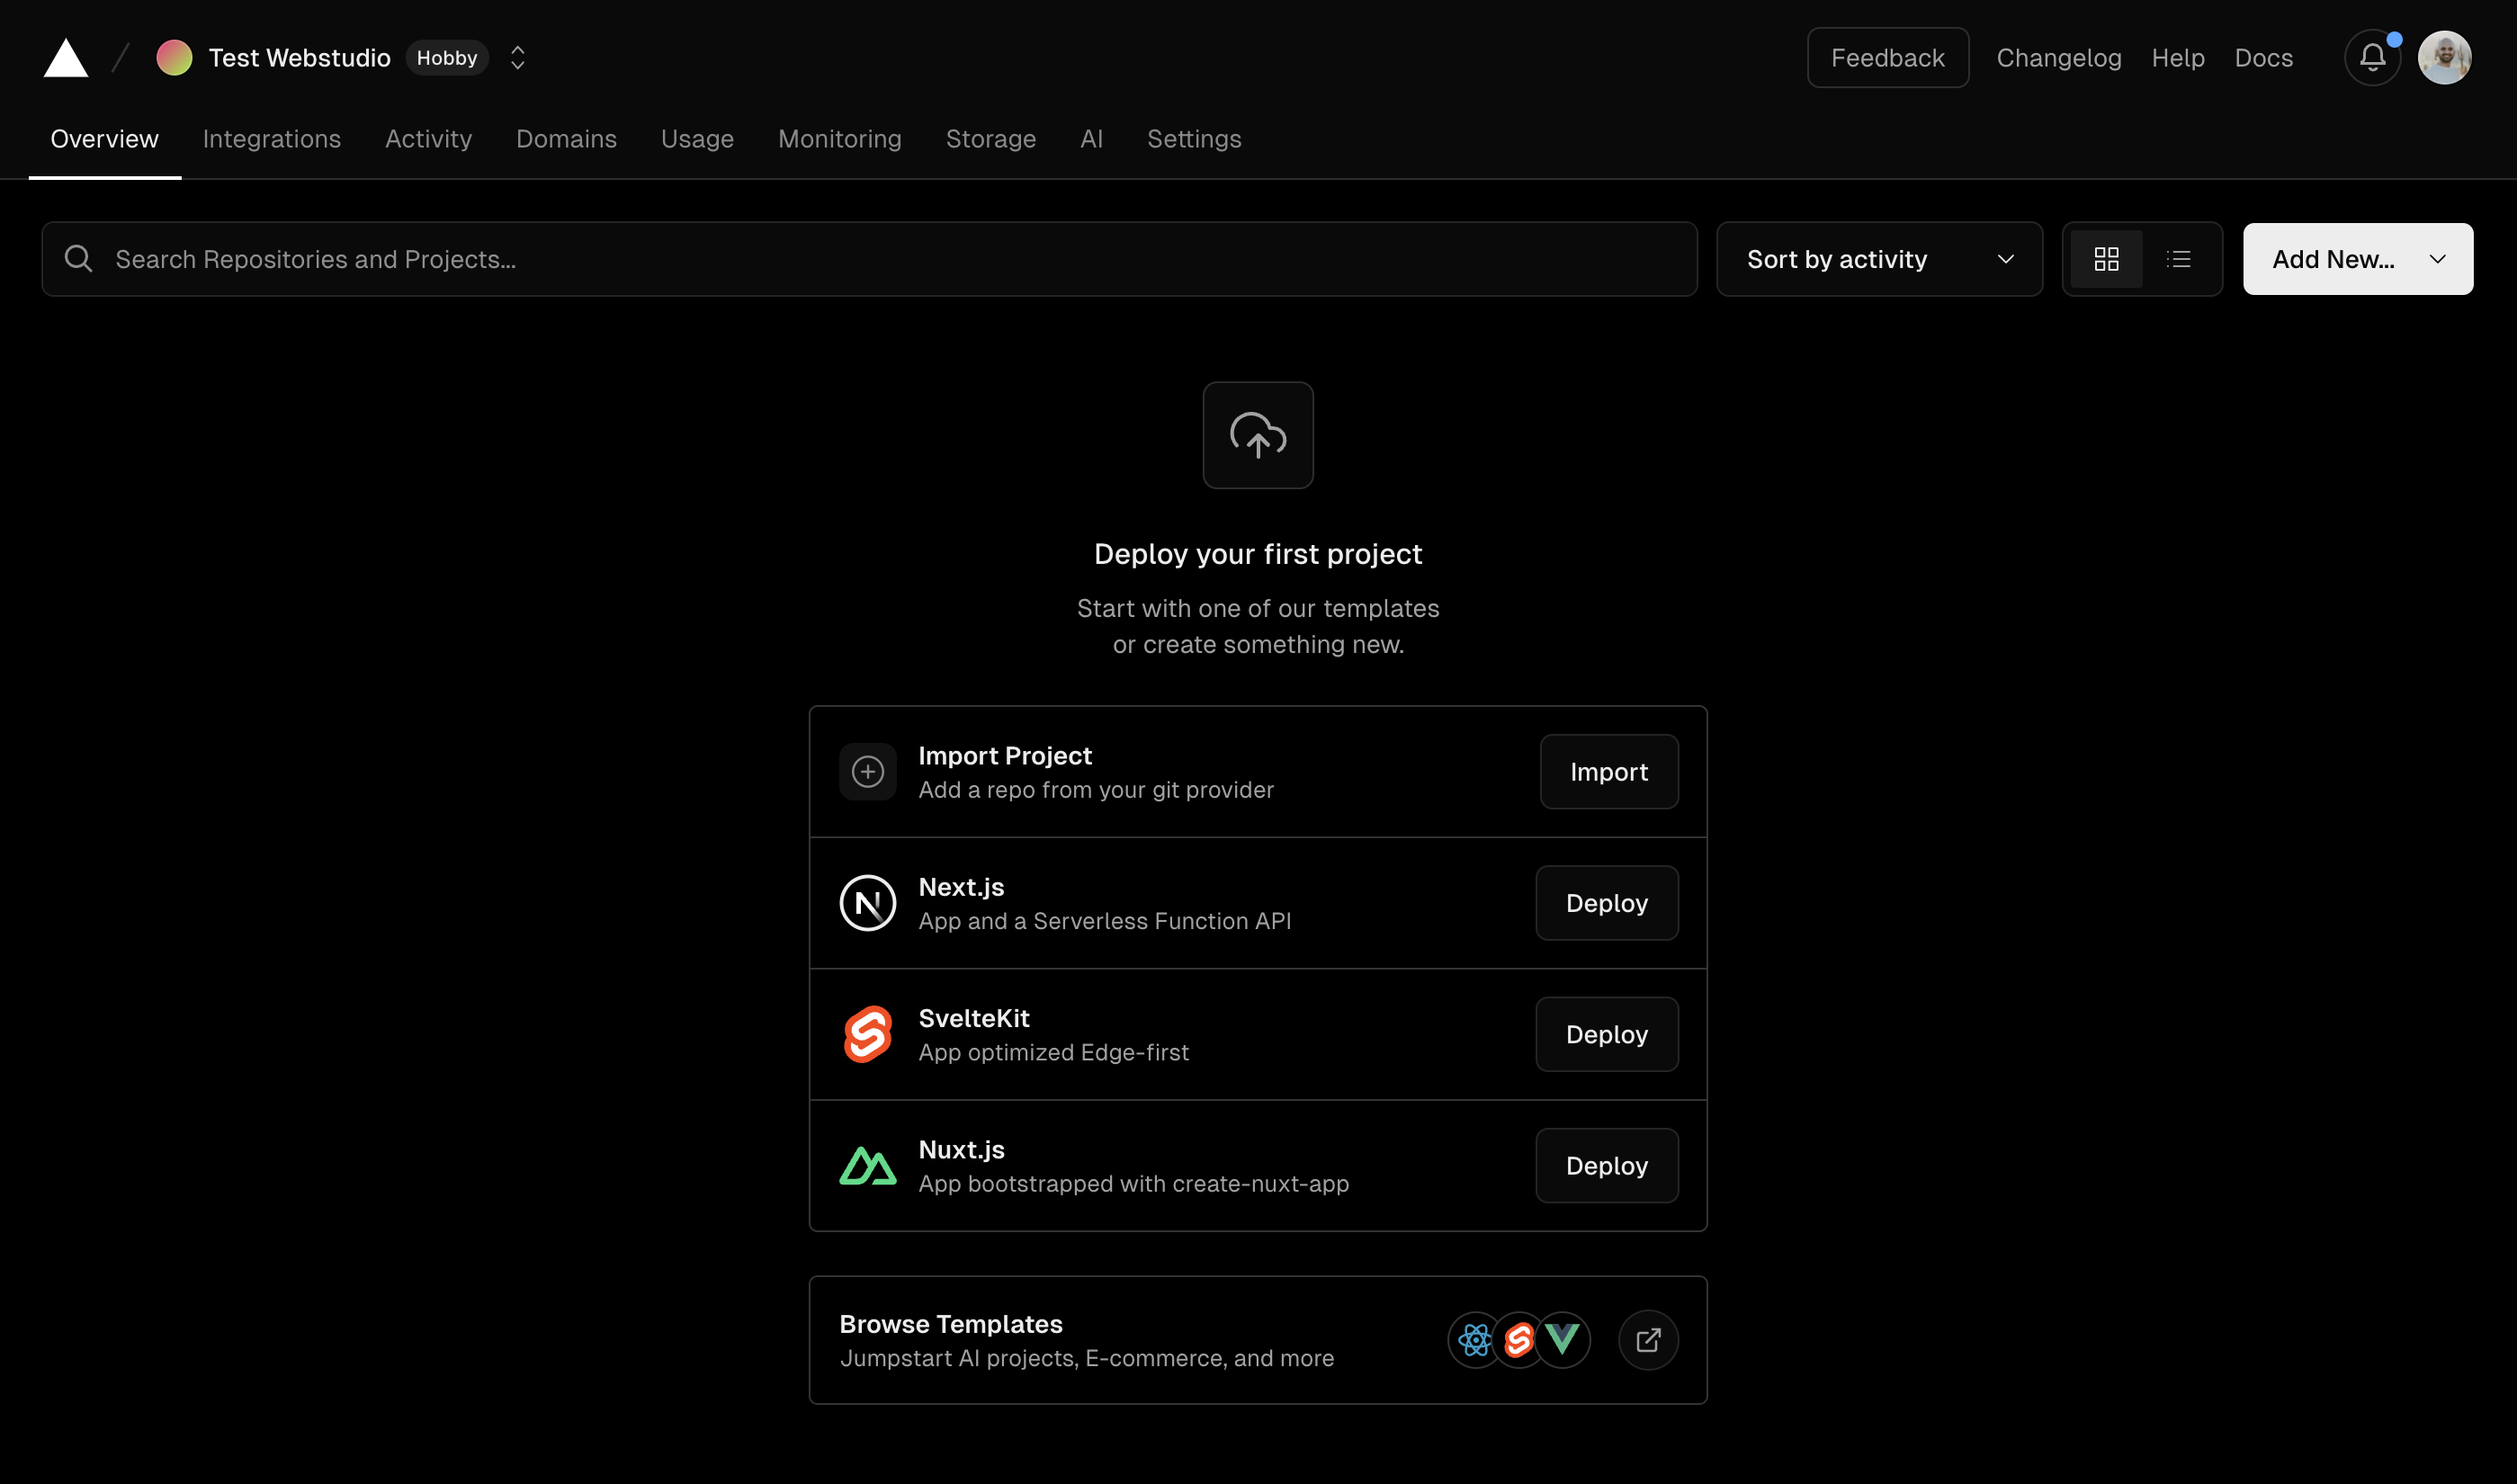 Test Webstudio Hobby
Feedback Changelog Help Docs
Overview Integrations Activity Domains Usage Monitoring Storage AI Settings
Search Repositories and Projects...
Sort by activity
Add New...
Deploy your first project
Start with one of our templates
or create something new.
Import Project
Add a repo from your git provider
Import
Next.js
App and a Serverless Function API
Deploy
SvelteKit
App optimized Edge-first
Deploy
Nuxt.js
App bootstrapped with create-nuxt-app
Deploy
Browse Templates
Jumpstart AI projects, E-commerce, and more